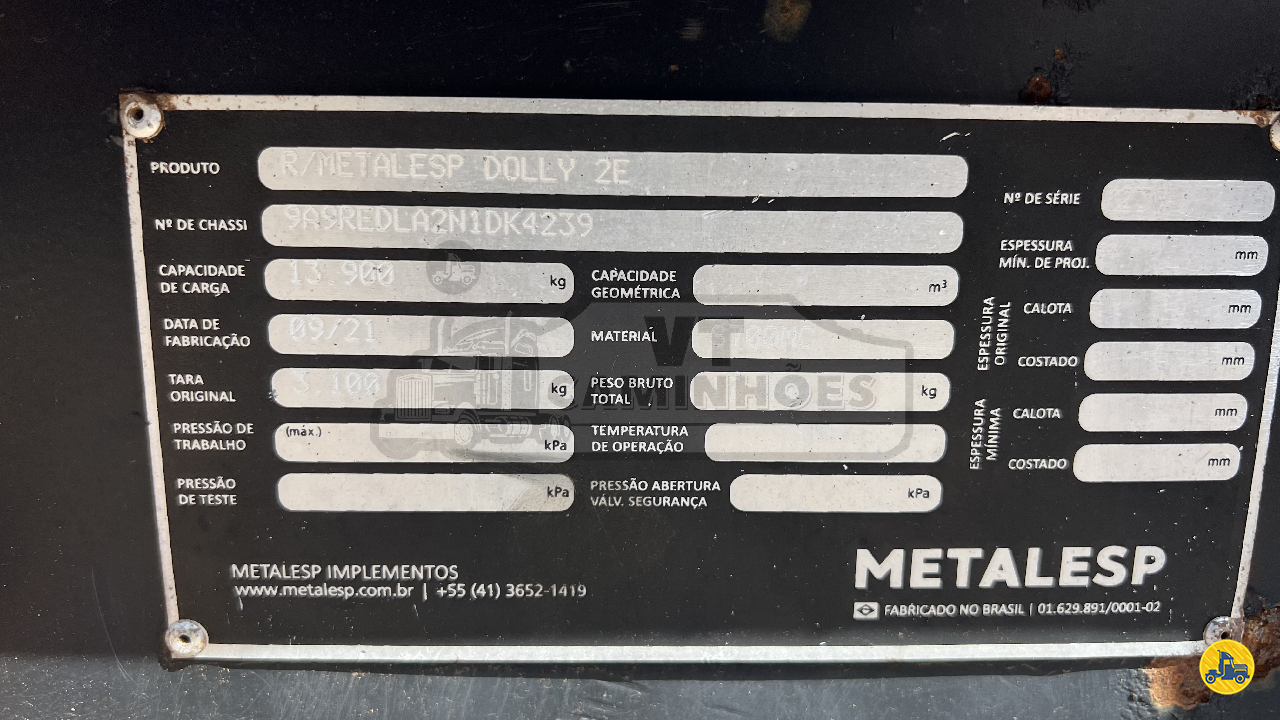 PRODUTO R/METALESP DOLLY 2E
Nº DE CHASSI 9A9REDLA2N1DK4239
CAPACIDADE DE CARGA 13.900 kg
DATA DE FABRICAÇÃO 09/21
TARA ORIGINAL 3 100 kg
PRESSÃO DE TRABALHO (máx.) kPa
PRESSÃO DE TESTE kPa
CAPACIDADE GEOMÉTRICA m³
MATERIAL
PESO BRUTO TOTAL kg
TEMPERATURA DE OPERAÇÃO
PRESSÃO ABERTURA VÁLV. SEGURANÇA kPa
Nº DE SÉRIE
ESPESSURA MÍN. DE PROJ. mm
ESPESSURA ORIGINAL
CALOTA mm
COSTADO mm
ESPESSURA MÍNIMA
CALOTA mm
COSTADO mm
VT
CAMINHÕES
METALESP IMPLEMENTOS
www.metalesp.com.br | +55 (41) 3652-1419
METALESP
FABRICADO NO BRASIL | 01.629.891/0001-02